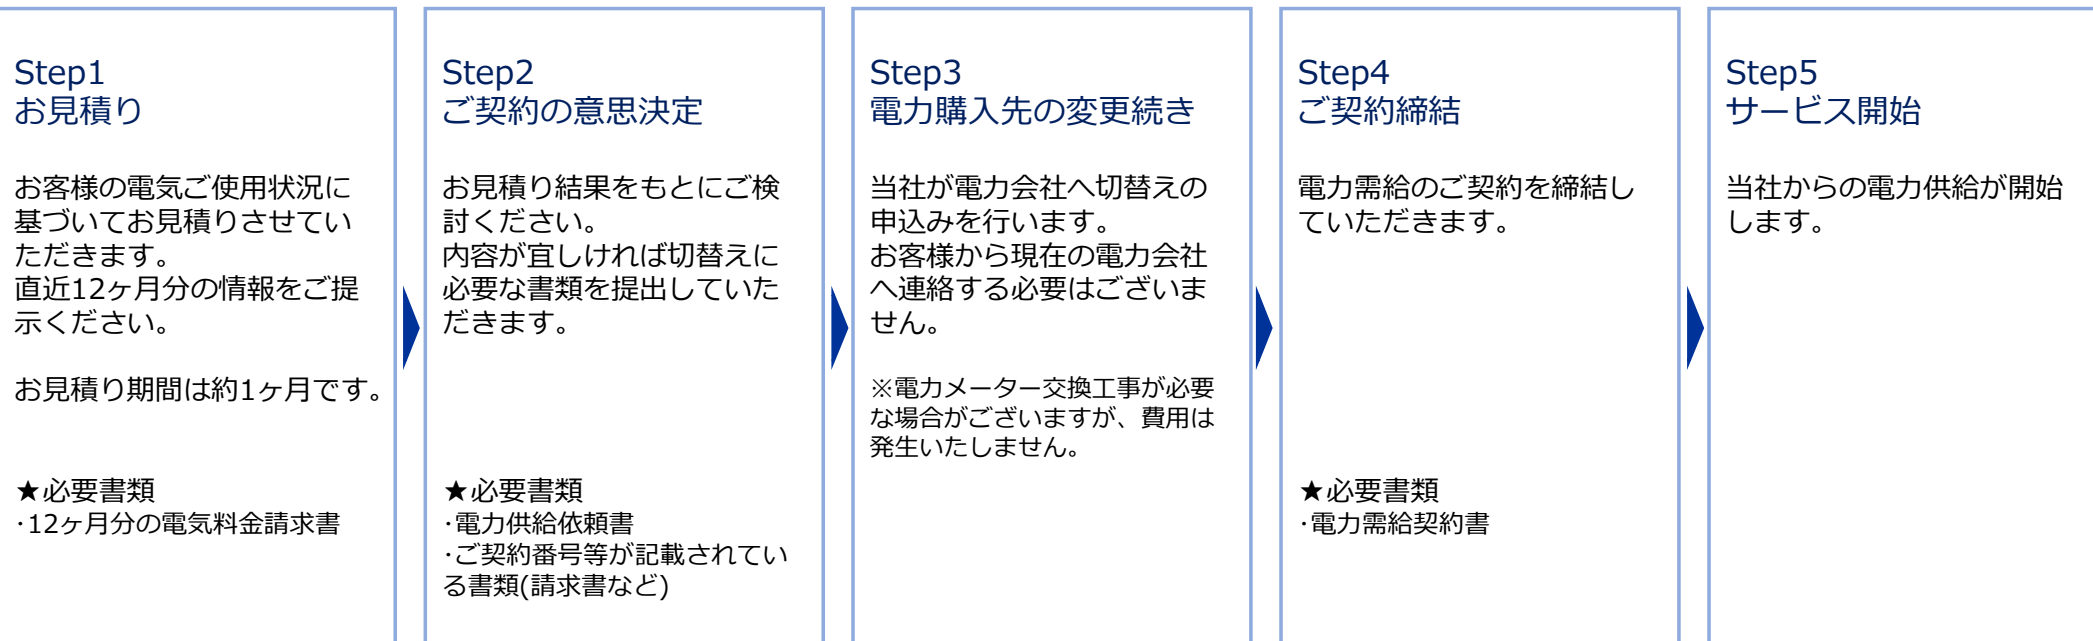 Step1
お見積り
お客様の電気ご使用状況に
基づいてお見積りさせてい
ただきます。
直近12ヶ月分の情報をご提
示ください。
お見積り期間は約1ヶ月です。
★必要書類
･12ヶ月分の電気料金請求書
Step2
ご契約の意思決定
お見積り結果をもとにご検
討ください。
内容が宜しければ切替えに
必要な書類を提出していた
だきます。
★必要書類
･電力供給依頼書
･ご契約番号等が記載されてい
る書類(請求書など)
Step3
電力購入先の変更続き
当社が電力会社へ切替えの
申込みを行います。
お客様から現在の電力会社
へ連絡する必要はございま
せん。
※電力メーター交換工事が必要
な場合がございますが、費用は
発生いたしません。
Step4
ご契約締結
電力需給のご契約を締結し
ていただきます。
★必要書類
･電力需給契約書
Step5
サービス開始
当社からの電力供給が開始
します。